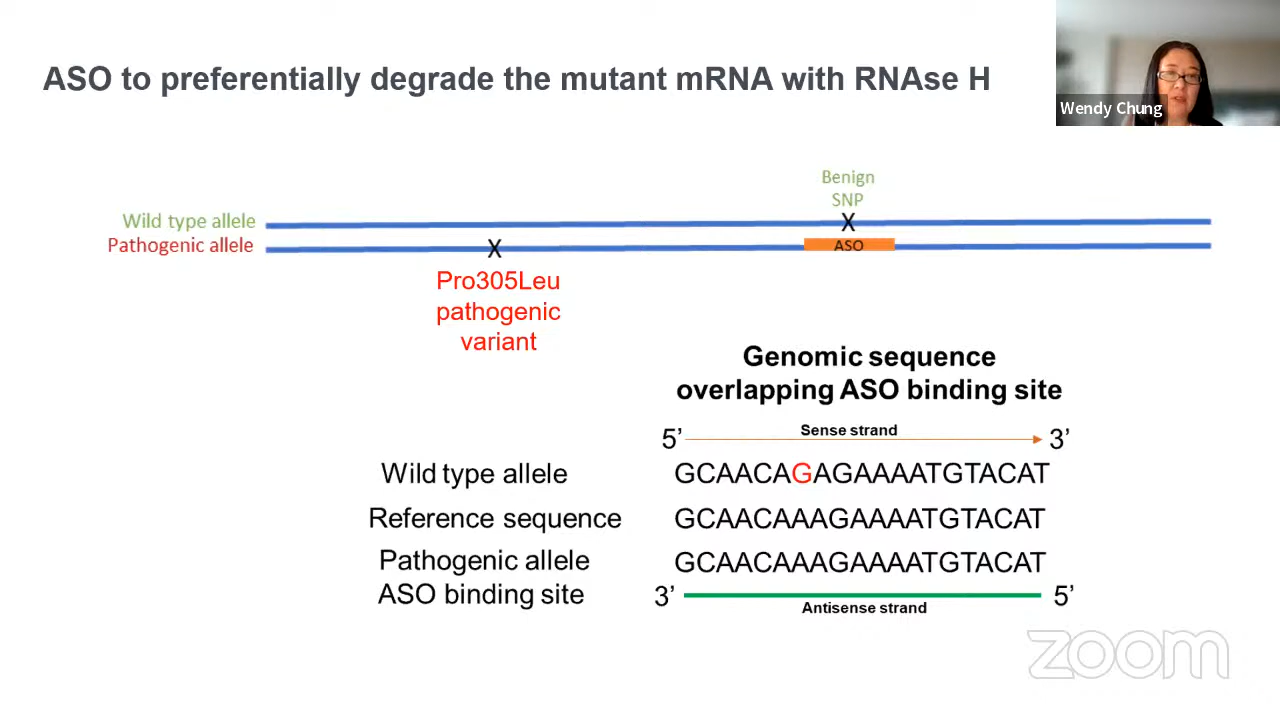 ASO to preferentially degrade the mutant mRNA with RNAse H
Wendy Chung
Benign
SNP
Wild type allele
X
Pathogenic allele
X
ASO
Pro305Leu
pathogenic
variant
Genomic sequence
overlapping ASO binding site
5’ Sense strand 3’
Wild type allele GCAACAGAGAAAATGTACAT
Reference sequence GCAACAAAGAAAATGTACAT
Pathogenic allele GCAACAAAGAAAATGTACAT
ASO binding site 3’ 5’
Antisense strand
zoom